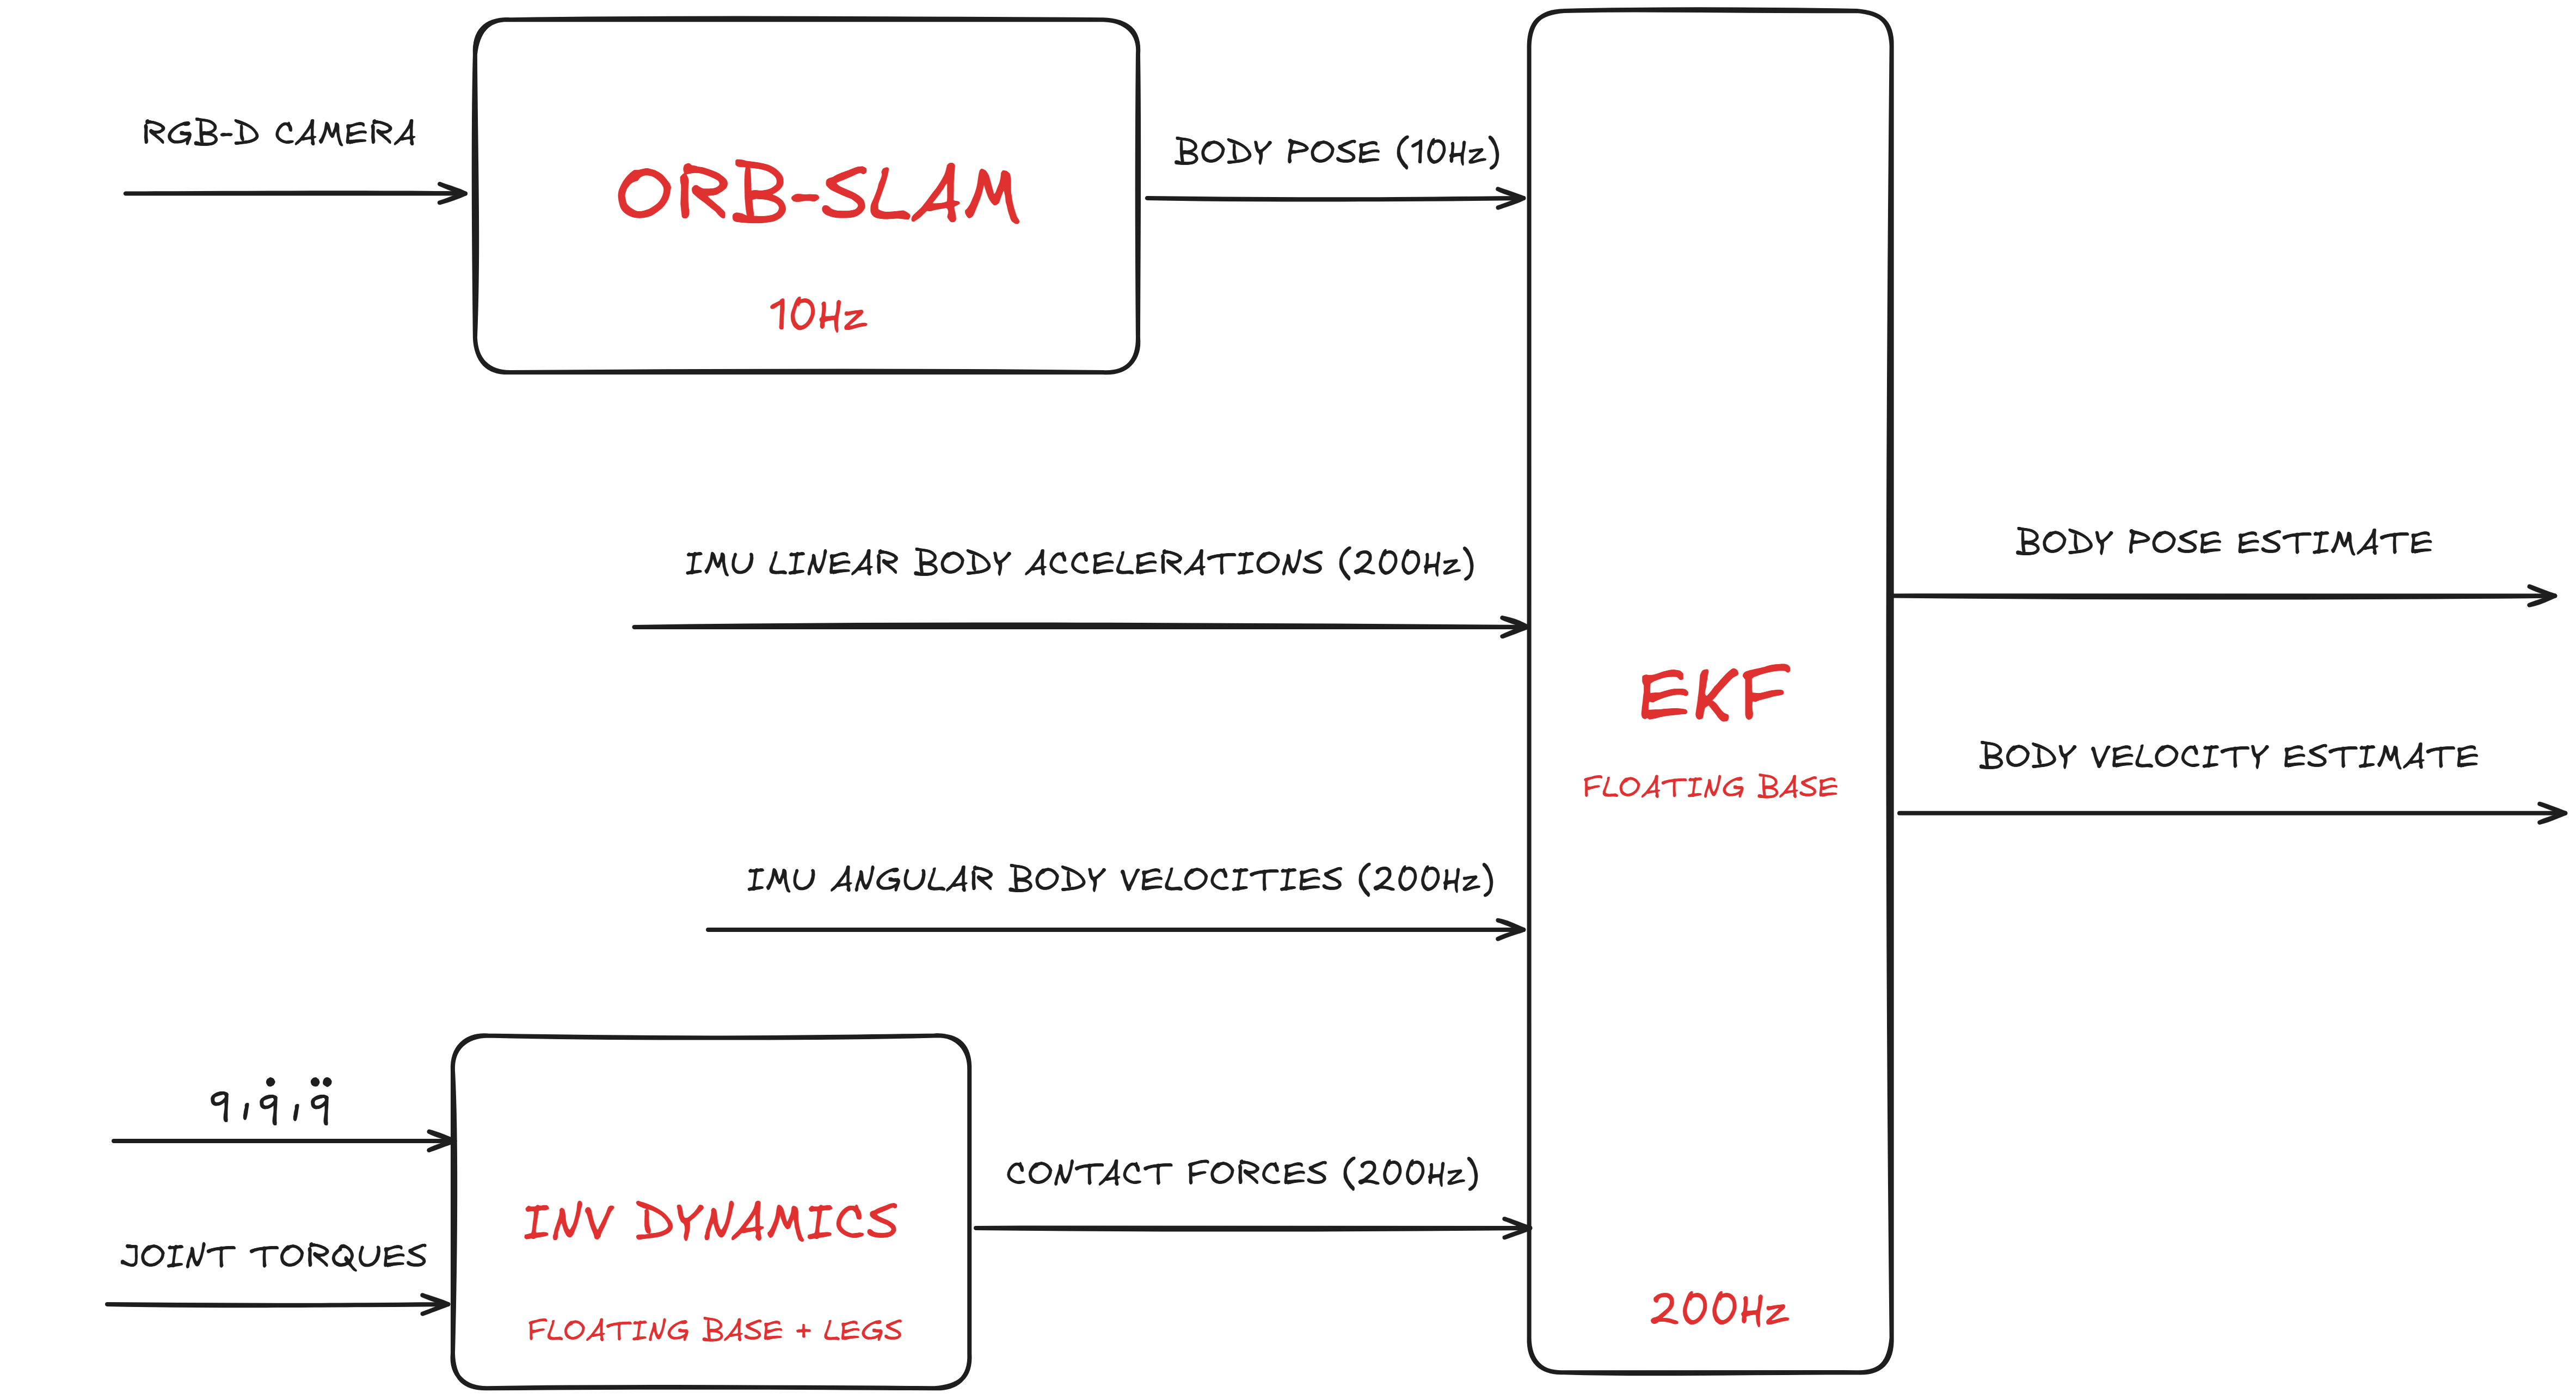 RGB-D CAMERA
ORB-SLAM
10Hz
BODY POSE (10Hz)
IMU LINEAR BODY ACCELERATIONS (200Hz)
IMU ANGULAR BODY VELOCITIES (200Hz)
q, q̇, q̈
JOINT TORQUES
INV DYNAMICS
FLOATING BASE + LEGS
CONTACT FORCES (200Hz)
EKF
FLOATING BASE
200Hz
BODY POSE ESTIMATE
BODY VELOCITY ESTIMATE